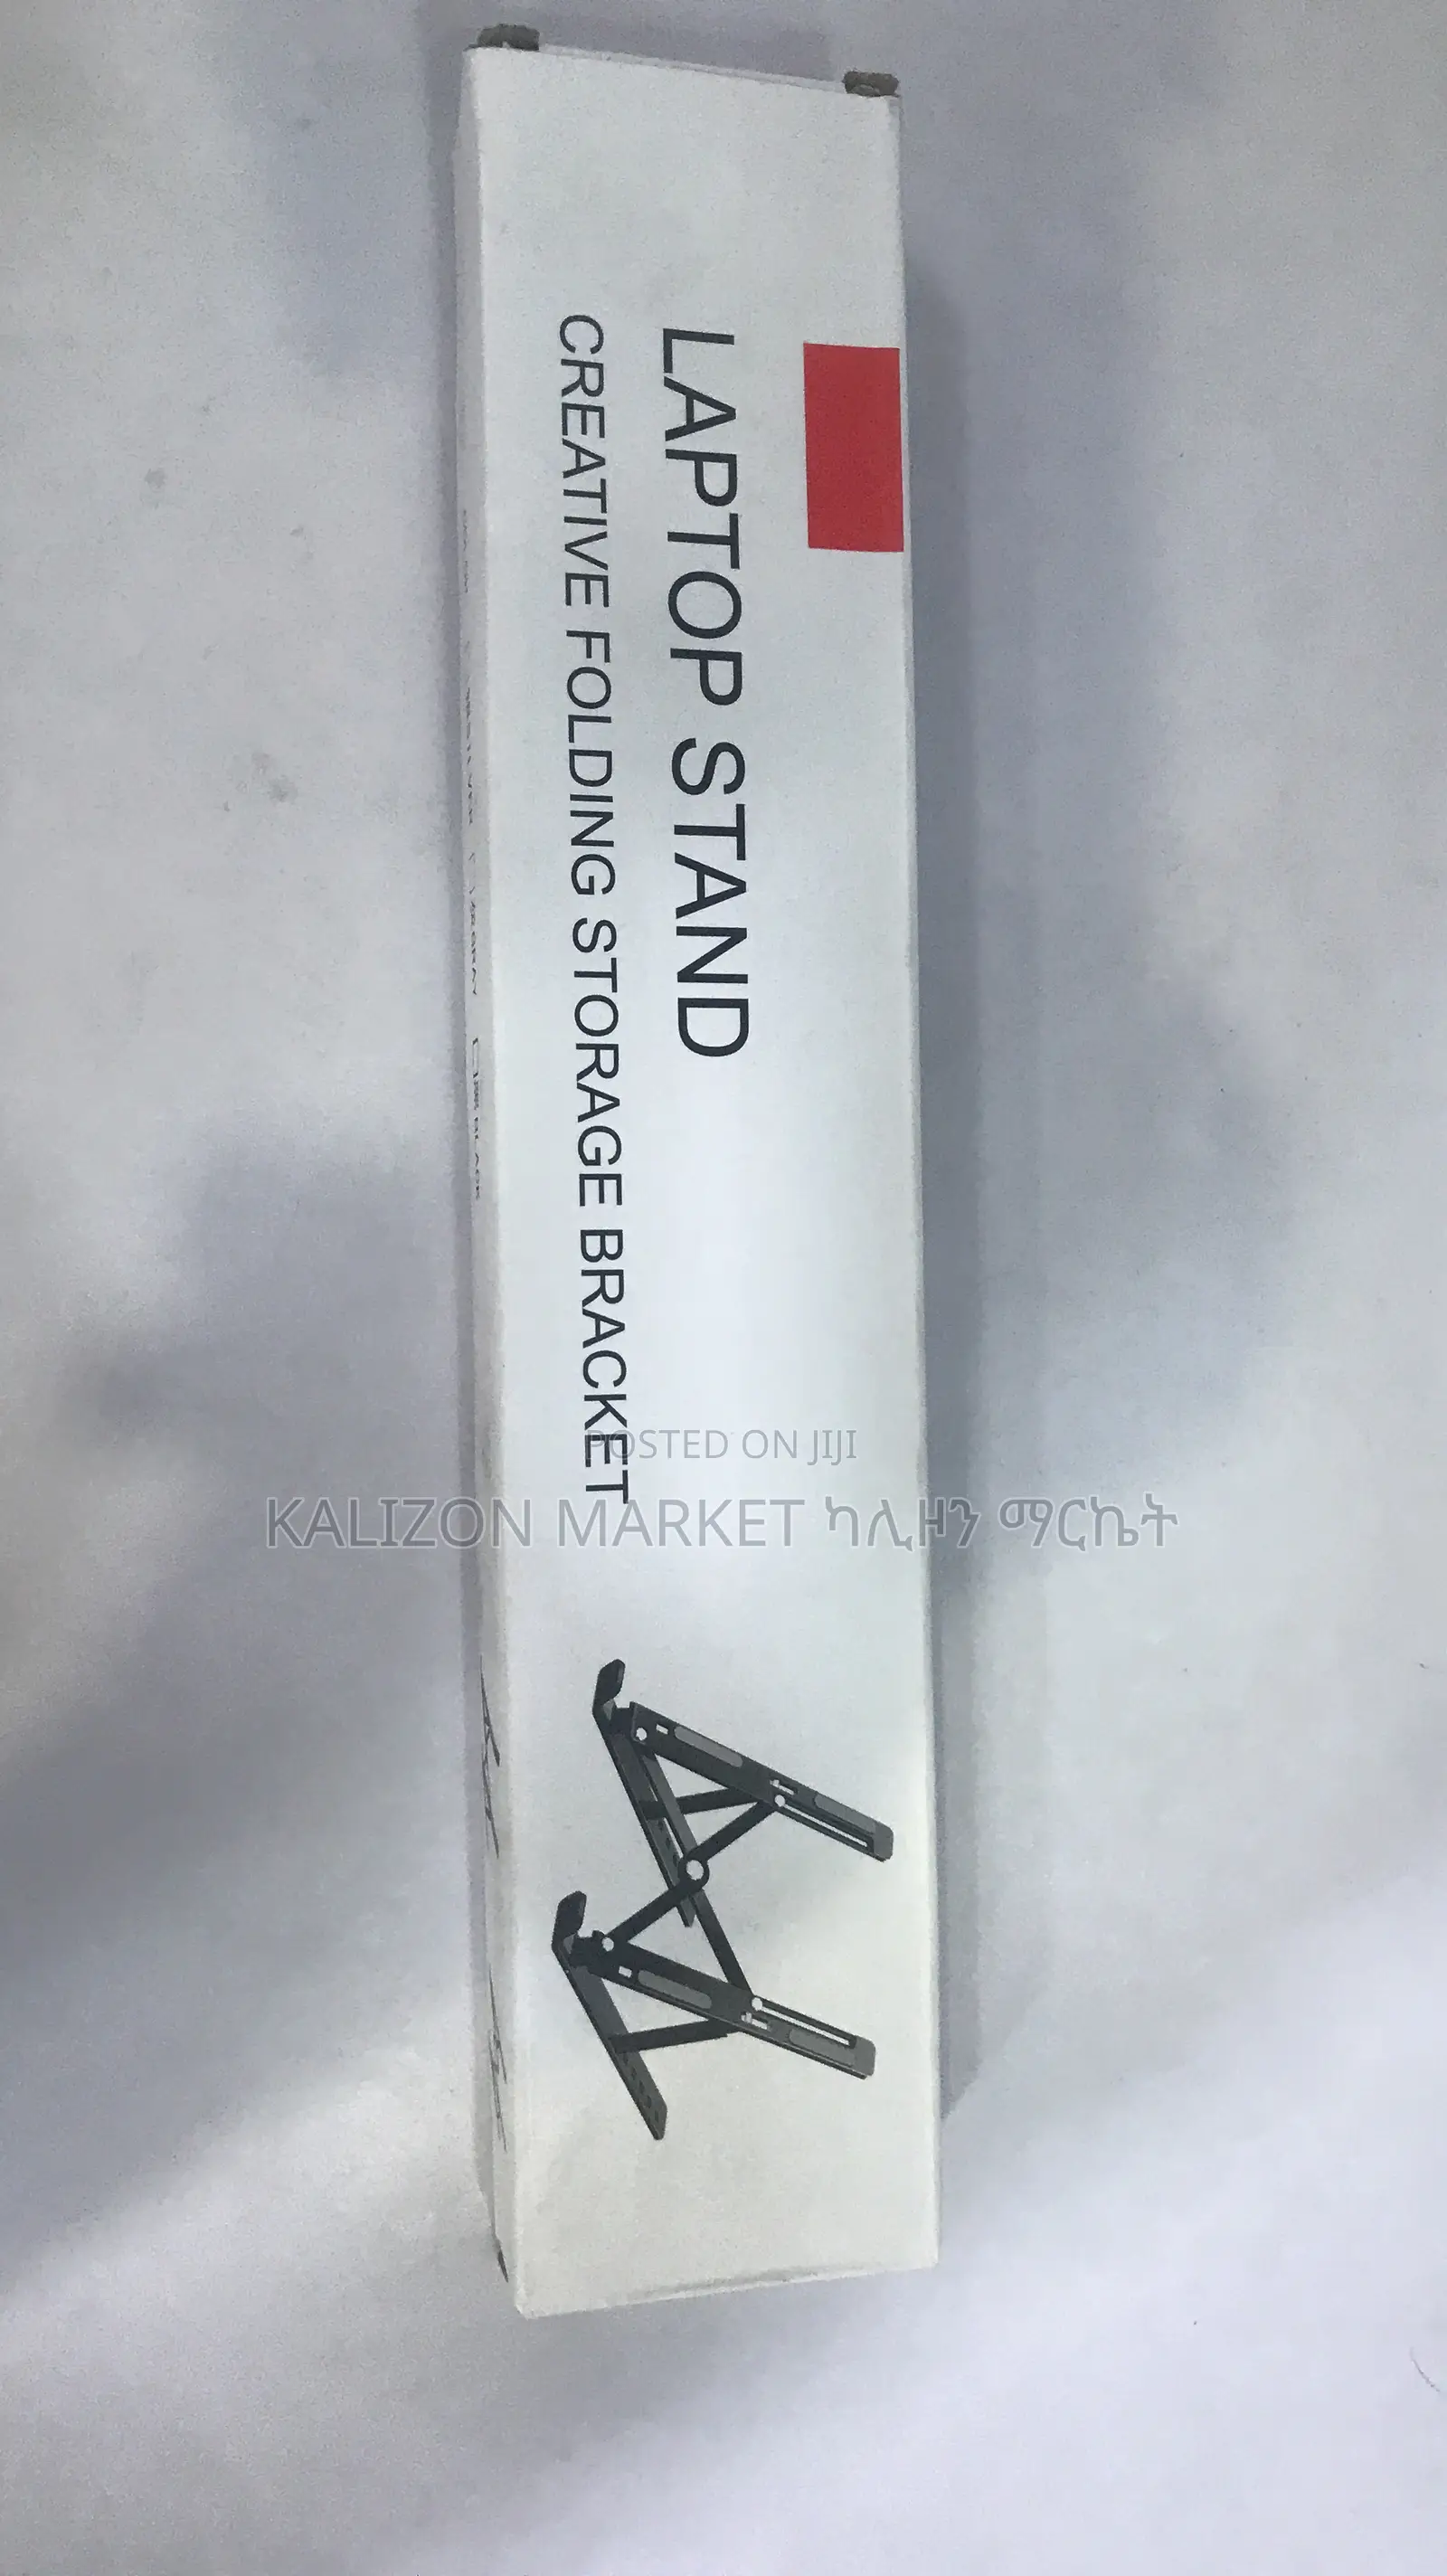 LAPTOP STAND
CREATIVE FOLDING STORAGE BRACKET
POSTED ON JIJI
KALIZON MARKET ካሊዞን ማርኬት